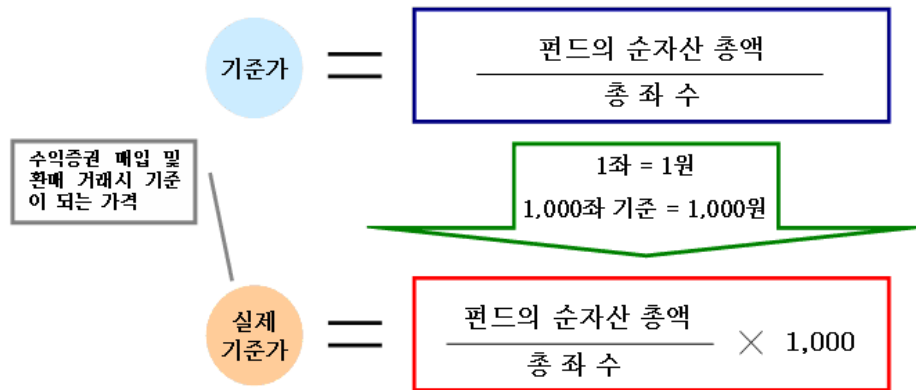 기준가
=
펀드의 순자산 총액
총 좌 수
수익증권 매입 및
환매 거래시 기준
이 되는 가격
1좌 = 1원
1,000좌 기준 = 1,000원
실제
기준가
=
펀드의 순자산 총액
총 좌 수
× 1,000